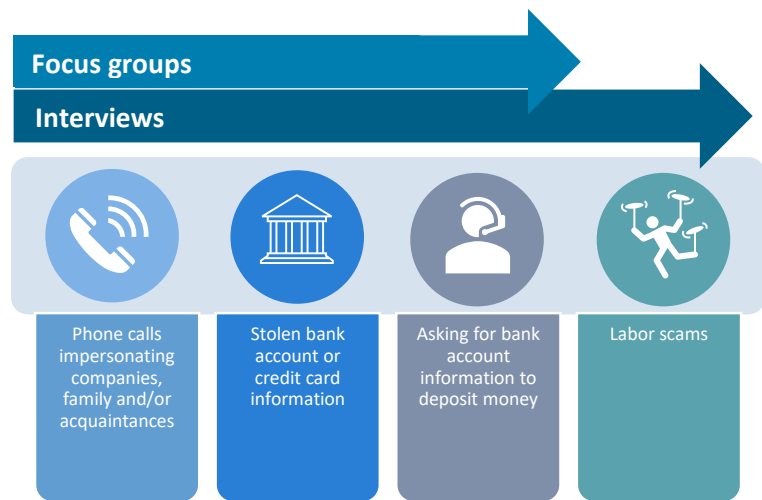 Focus groups
Interviews
Phone calls
impersonating
companies,
family and/or
acquaintances
Stolen bank
account or
credit card
information
Asking for bank
account
information to
deposit money
Labor scams